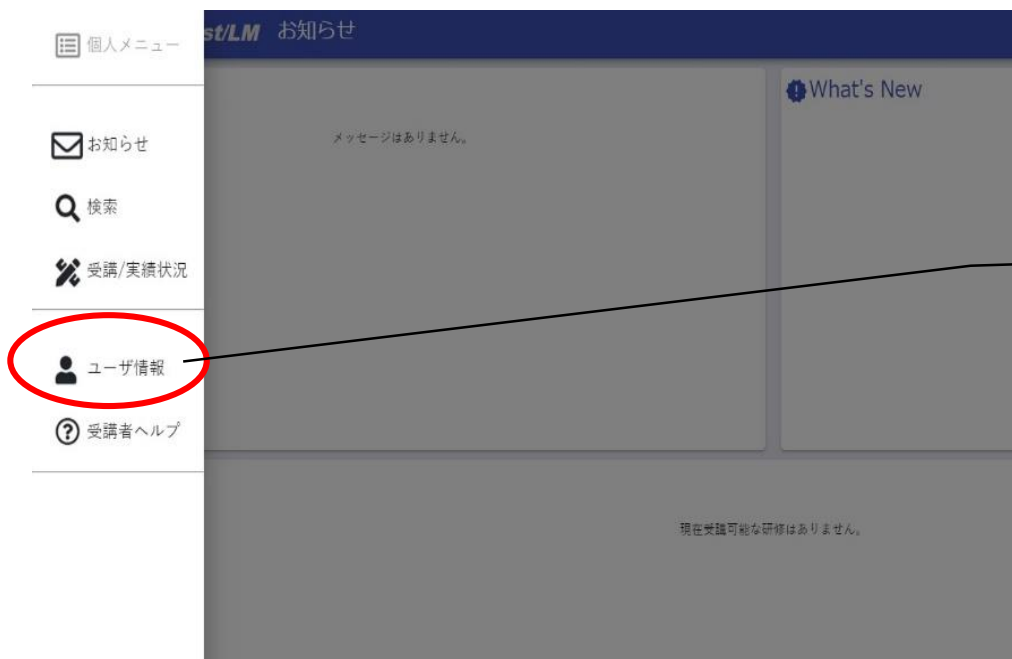 個人メニュー
st/LM お知らせ
What's New
お知らせ
メッセージはありません。
検索
受講/実績状況
ユーザ情報
受講者ヘルプ
現在受講可能な研修はありません。